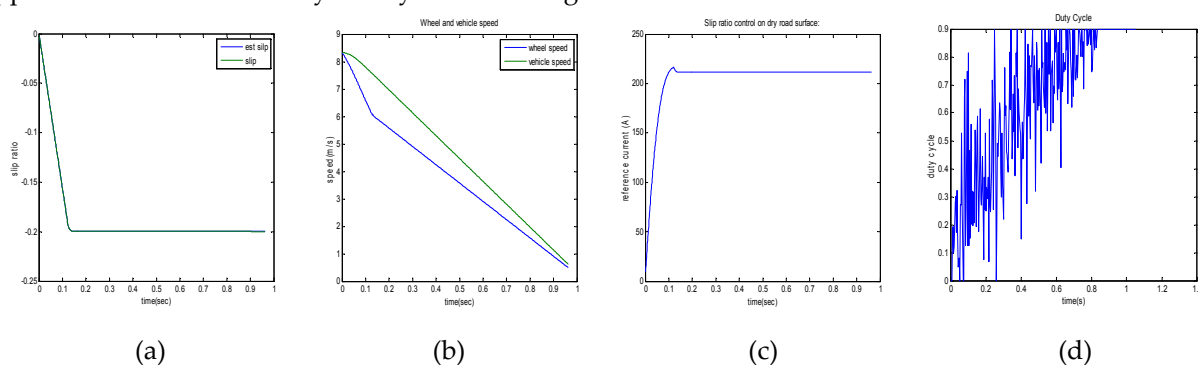 Wheel and vehicle speed
Slip ratio control on dry road surface:
Duty Cycle
est silp
slip
wheel speed
vehicle speed
slip ratio
0
-0.05
-0.1
-0.15
-0.2
-0.25
0 0.1 0.2 0.3 0.4 0.5 0.6 0.7 0.8 0.9 1
time(sec)
speed(m/s)
9
8
7
6
5
4
3
2
1
0
0 0.1 0.2 0.3 0.4 0.5 0.6 0.7 0.8 0.9 1
time(sec)
reference current (A)
250
200
150
100
50
0
0 0.1 0.2 0.3 0.4 0.5 0.6 0.7 0.8 0.9 1
time(sec)
duty cycle
0.9
0.8
0.7
0.6
0.5
0.4
0.3
0.2
0.1
0
0 0.2 0.4 0.6 0.8 1 1.2
time(s)
(a) (b) (c) (d)